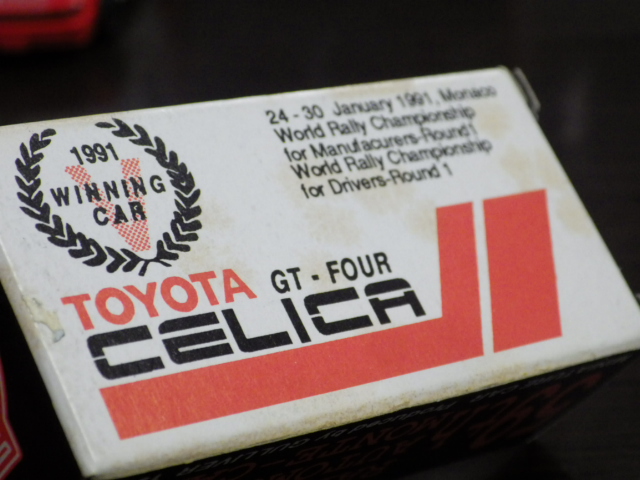 24 - 30 January 1991, Monaco
World Rally Championship
for Manufacurers-Round1
World Rally Championship
for Drivers-Round 1
1991
WINNING
CAR
TOYOTA GT - FOUR
CELICA